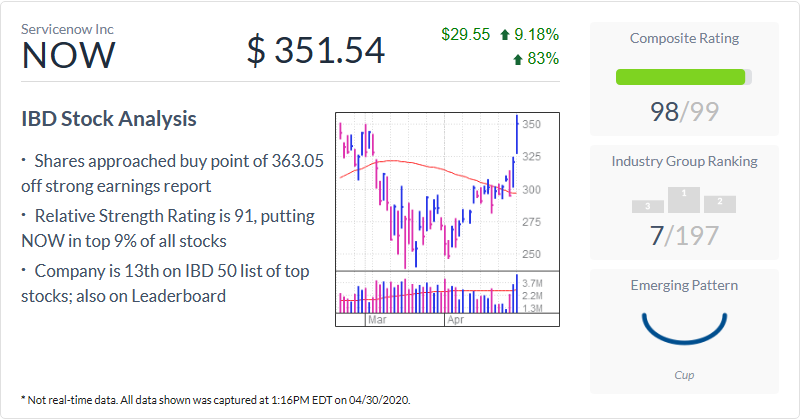 Servicenow Inc
NOW
$ 351.54
$29.55 9.18%
83%
IBD Stock Analysis
· Shares approached buy point of 363.05
off strong earnings report
· Relative Strength Rating is 91, putting
NOW in top 9% of all stocks
· Company is 13th on IBD 50 list of top
stocks; also on Leaderboard
350
325
300
275
250
3.7M
2.2M
1.3M
Mar Apr
Composite Rating
98/99
Industry Group Ranking
3 1 2
7/197
Emerging Pattern
Cup
* Not real-time data. All data shown was captured at 1:16PM EDT on 04/30/2020.